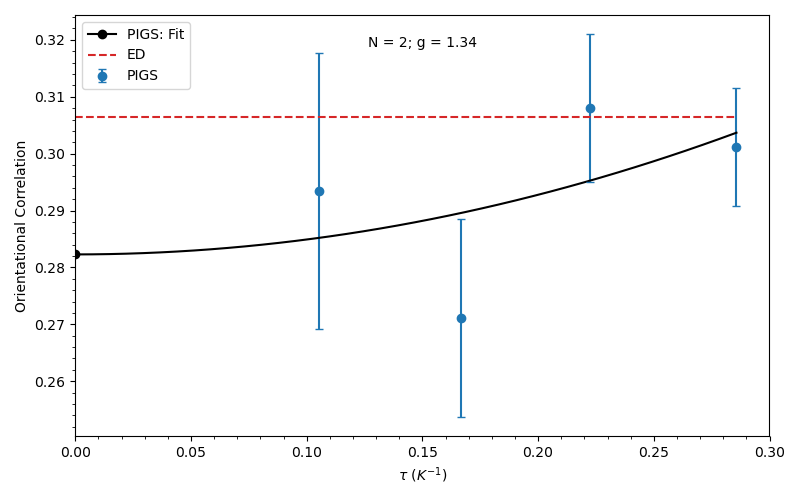 PIGS: Fit
ED
PIGS
N = 2; g = 1.34
Orientational Correlation
0.32
0.31
0.30
0.29
0.28
0.27
0.26
0.00 0.05 0.10 0.15 0.20 0.25 0.30
τ (K⁻¹)